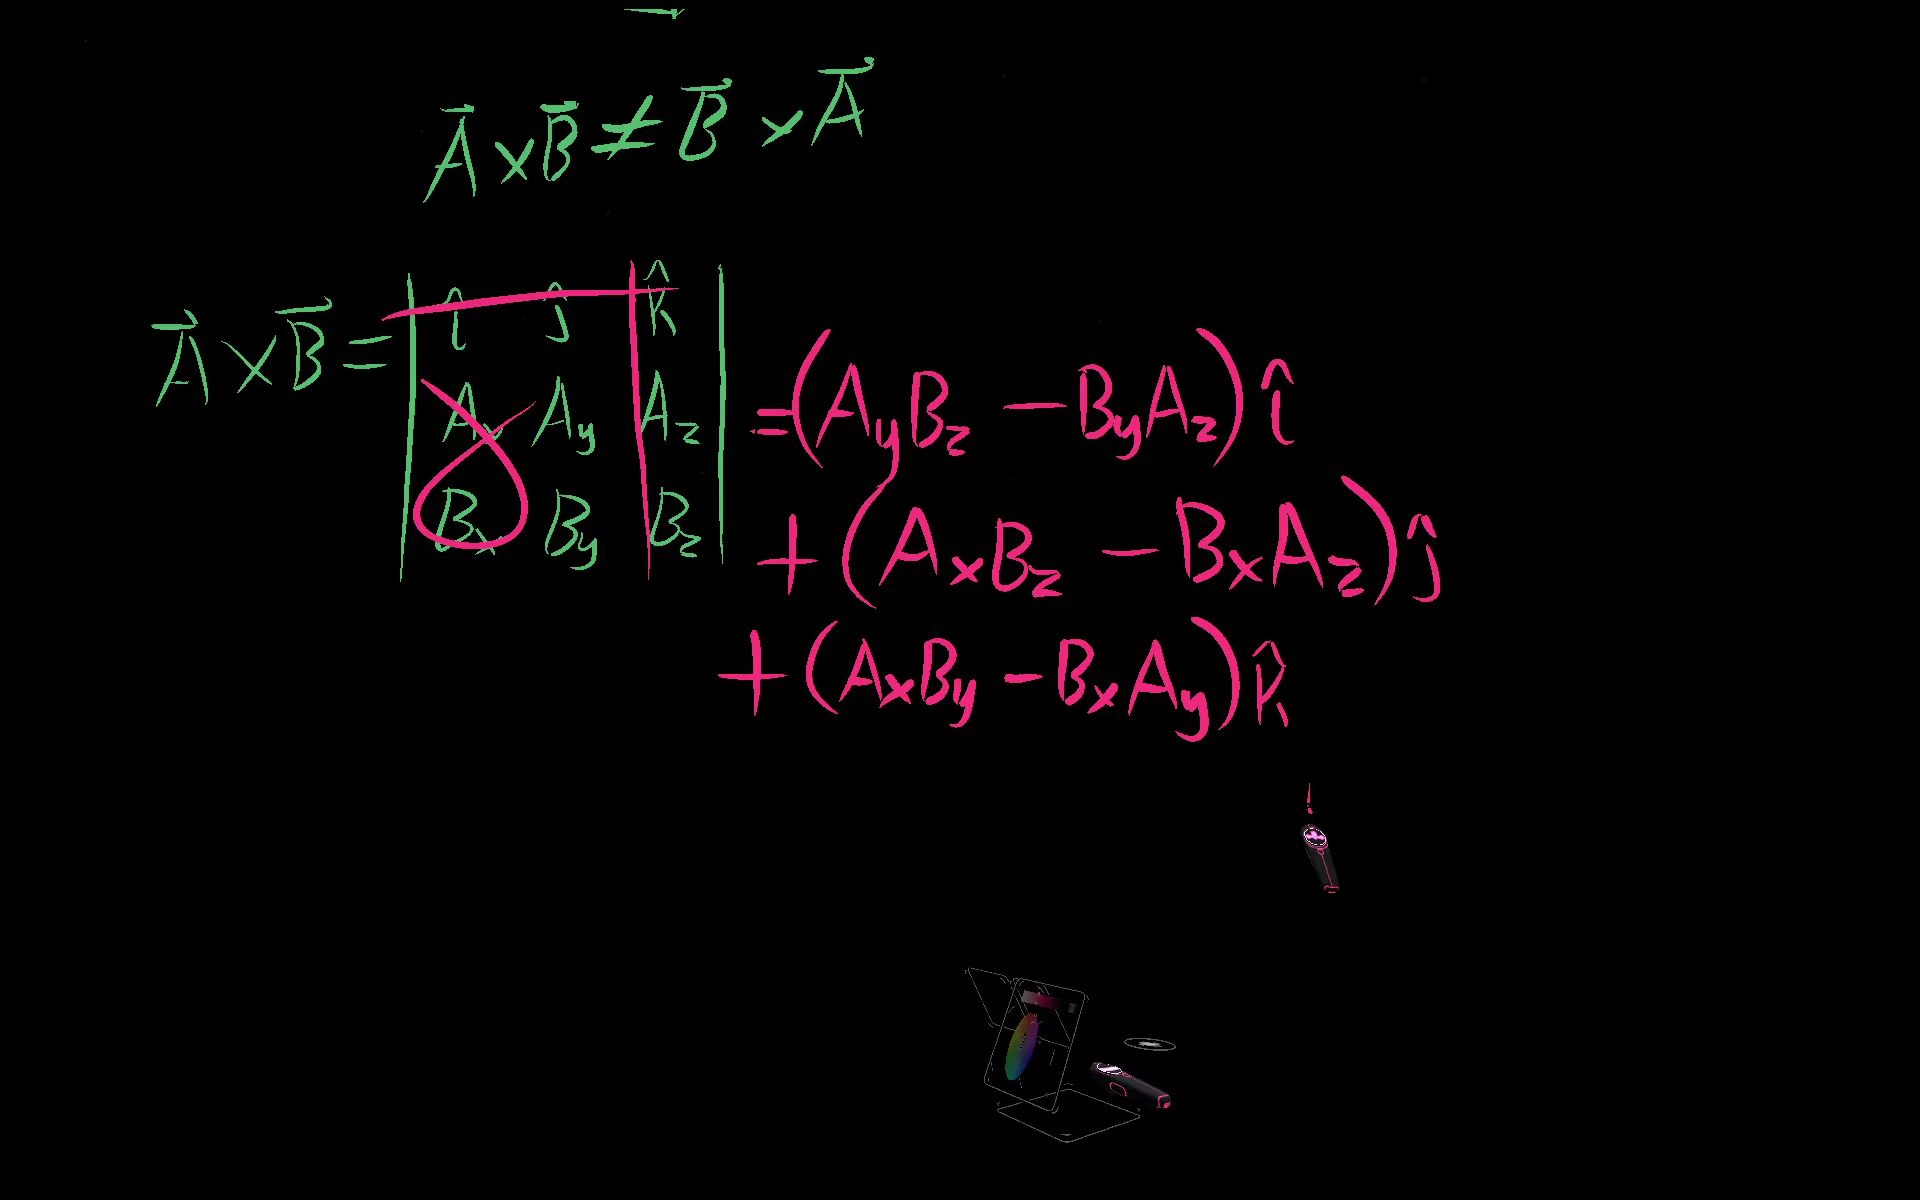 A⃗ × B⃗ ≠ B⃗ × A⃗
A⃗ × B⃗ = | î ĵ k̂ |
| Ax Ay Az |
| Bx By Bz |
= (AyBz − ByAz) î
+ (AxBz − BxAz) ĵ
+ (AxBy − BxAy) k̂